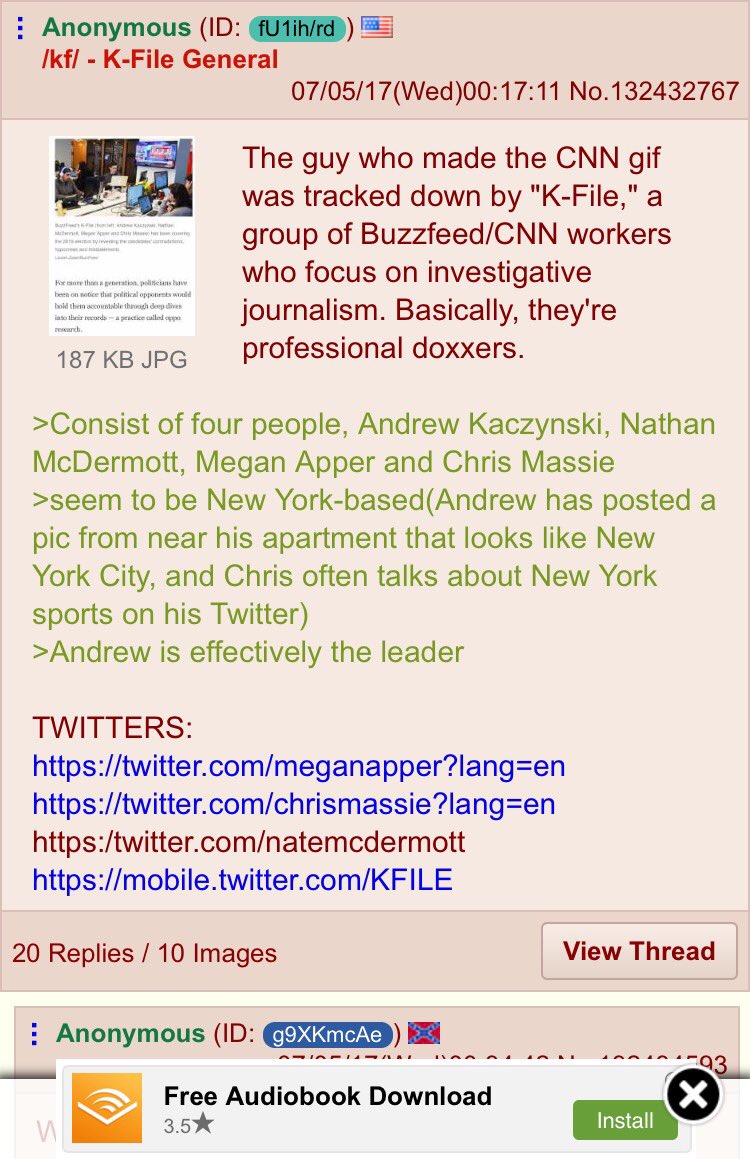 Anonymous (ID: fU1ih/rd)
/kf/ - K-File General
07/05/17(Wed)00:17:11 No.132432767
BuzzFeed's K-File (from left: Andrew Kaczynski, Nathan
McDermott, Megan Apper and Chris Massie) has been covering
the 2016 election by revealing the candidates' contradictions,
For more than a generation, politicians have
been on notice that political opponents would
hold them accountable through deep dives
into their records — a practice called oppo
research.
187 KB JPG
The guy who made the CNN gif
was tracked down by "K-File," a
group of Buzzfeed/CNN workers
who focus on investigative
journalism. Basically, they're
professional doxxers.
>Consist of four people, Andrew Kaczynski, Nathan
McDermott, Megan Apper and Chris Massie
>seem to be New York-based(Andrew has posted a
pic from near his apartment that looks like New
York City, and Chris often talks about New York
sports on his Twitter)
>Andrew is effectively the leader
TWITTERS:
https://twitter.com/meganapper?lang=en
https://twitter.com/chrismassie?lang=en
https:/twitter.com/natemcdermott
https://mobile.twitter.com/KFILE
20 Replies / 10 Images
View Thread
Anonymous (ID: g9XKmcAe)
Free Audiobook Download
3.5★
Install